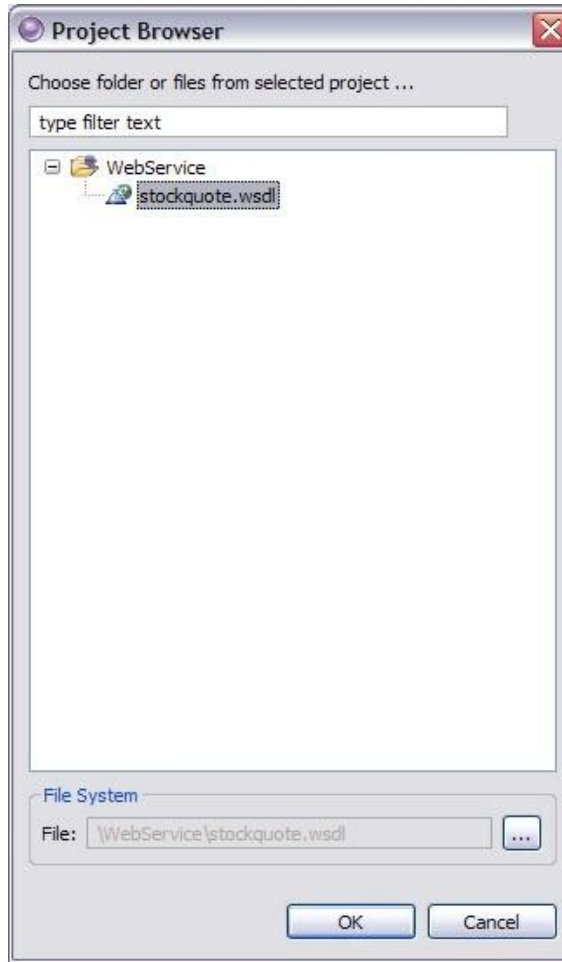 Project Browser
Choose folder or files from selected project ...
type filter text
WebService
stockquote.wsdl
File System
File: \WebService\stockquote.wsdl ...
OK Cancel